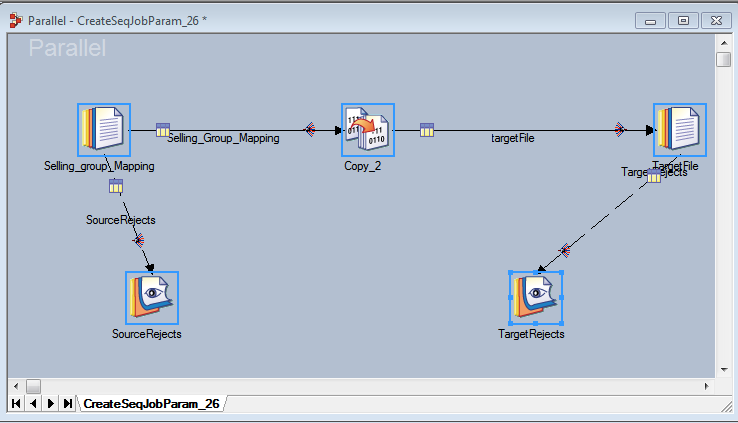 Parallel - CreateSeqJobParam_26 *
Parallel
Selling_Group_Mapping
targetFile
Selling_group_Mapping
Copy_2
TargetFile
TargetRejects
SourceRejects
SourceRejects
TargetRejects
CreateSeqJobParam_26